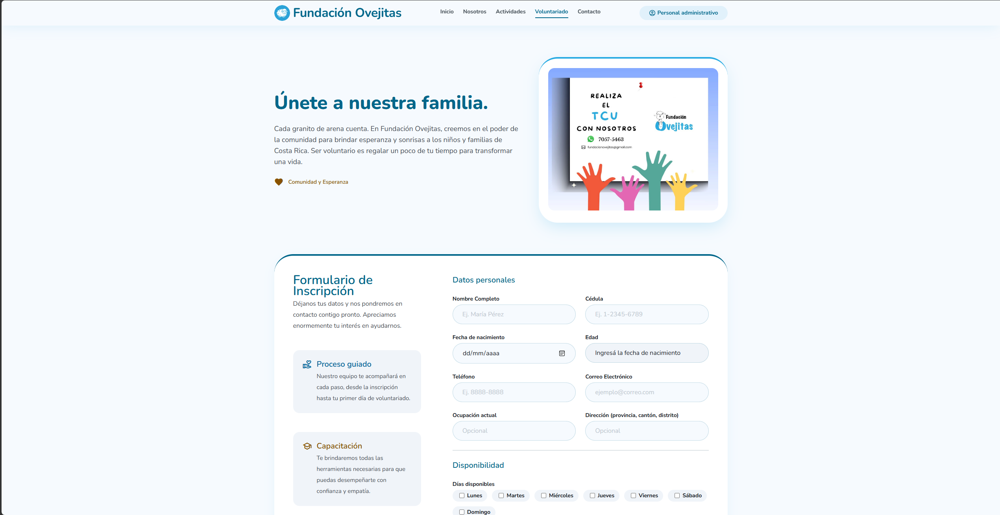 Fundación Ovejitas
Inicio
Nosotros
Actividades
Voluntariado
Contacto
Personal administrativo
Únete a nuestra familia.
Cada granito de arena cuenta. En Fundación Ovejitas, creemos en el poder de
la comunidad para brindar esperanza y sonrisas a los niños y familias de
Costa Rica. Ser voluntario es regalar un poco de tu tiempo para transformar
una vida.
Comunidad y Esperanza
REALIZA
EL
TCU
CON NOSOTROS
7057-5463
fundacionovejitas@gmail.com
Fundación
Ovejitas
Formulario de
Inscripción
Déjanos tus datos y nos pondremos en
contacto contigo pronto. Apreciamos
enormemente tu interés en ayudarnos.
Proceso guiado
Nuestro equipo te acompañará en
cada paso, desde la inscripción
hasta tu primer día de voluntariado.
Capacitación
Te brindaremos todas las
herramientas necesarias para que
puedas desempeñarte con
confianza y empatía.
Datos personales
Nombre Completo
Ej. María Pérez
Cédula
Ej. 1-2345-6789
Fecha de nacimiento
dd/mm/aaaa
Edad
Ingresá la fecha de nacimiento
Teléfono
Ej. 8888-8888
Correo Electrónico
ejemplo@correo.com
Ocupación actual
Opcional
Dirección (provincia, cantón, distrito)
Opcional
Disponibilidad
Días disponibles
Lunes
Martes
Miércoles
Jueves
Viernes
Sábado
Domingo